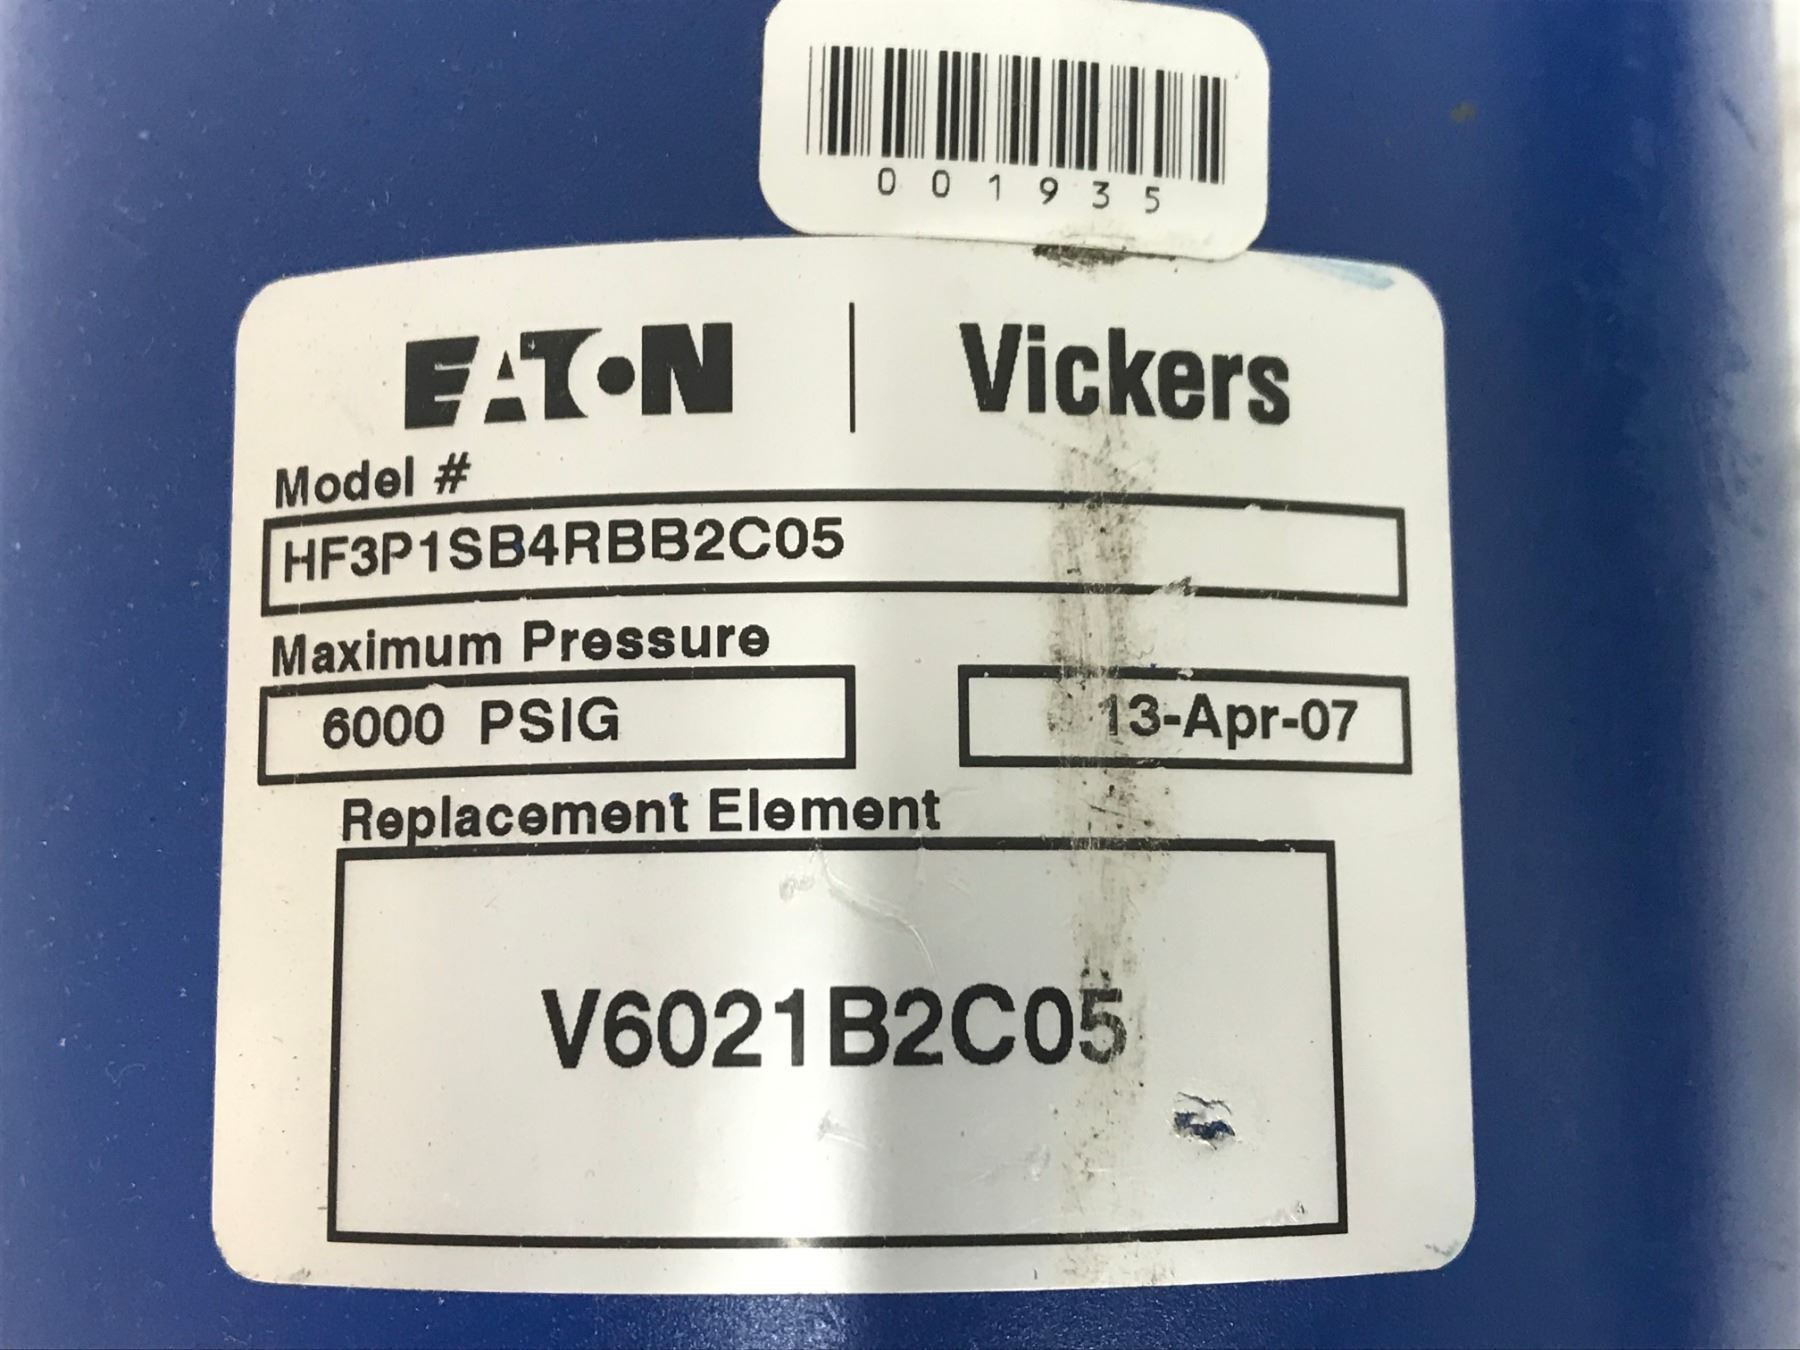 001935
EATON | Vickers
Model #
HF3P1SB4RBB2C05
Maximum Pressure
6000 PSIG
13-Apr-07
Replacement Element
V6021B2C05